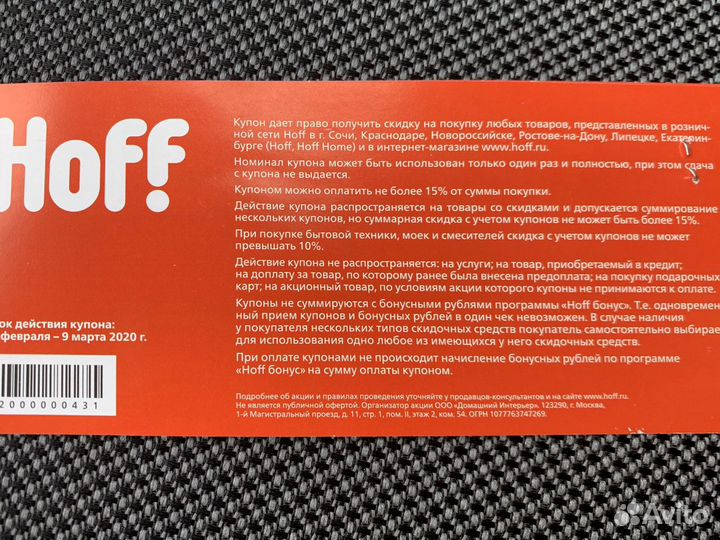 Hoff
Купон дает право получить скидку на покупку любых товаров, представленных в рознич-
ной сети Hoff в г. Сочи, Краснодаре, Новороссийске, Ростове-на-Дону, Липецке, Екатерин-
бурге (Hoff, Hoff Home) и в интернет-магазине www.hoff.ru.
Номинал купона может быть использован только один раз и полностью, при этом сдача
с купона не выдается.
Купоном можно оплатить не более 15% от суммы покупки.
Действие купона распространяется на товары со скидками и допускается суммирование
нескольких купонов, но суммарная скидка с учетом купонов не может быть более 15%.
При покупке бытовой техники, моек и смесителей скидка с учетом купонов не может
превышать 10%.
Действие купона не распространяется: на услуги; на товар, приобретаемый в кредит;
на доплату за товар, по которому ранее была внесена предоплата; на покупку подарочных
карт; на акционный товар, по условиям акции которого купоны не принимаются к оплате.
Купоны не суммируются с бонусными рублями программы «Hoff бонус». Т.е. одновремен
ный прием купонов и бонусных рублей в один чек невозможен. В случае наличия
у покупателя нескольких типов скидочных средств покупатель самостоятельно выбирае
для использования одно любое из имеющихся у него скидочных средств.
При оплате купонами не происходит начисление бонусных рублей по программе
«Hoff бонус» на сумму оплаты купоном.
ок действия купона:
февраля – 9 марта 2020 г.
2000000431
Подробнее об акции и правилах проведения уточняйте у продавцов-консультантов и на сайте www.hoff.ru.
Не является публичной офертой. Организатор акции ООО «Домашний Интерьер». 123290, г. Москва,
1-й Магистральный проезд, д. 11, стр. 1, пом. II, этаж 2, ком. 54. ОГРН 1077763747269.
Avito